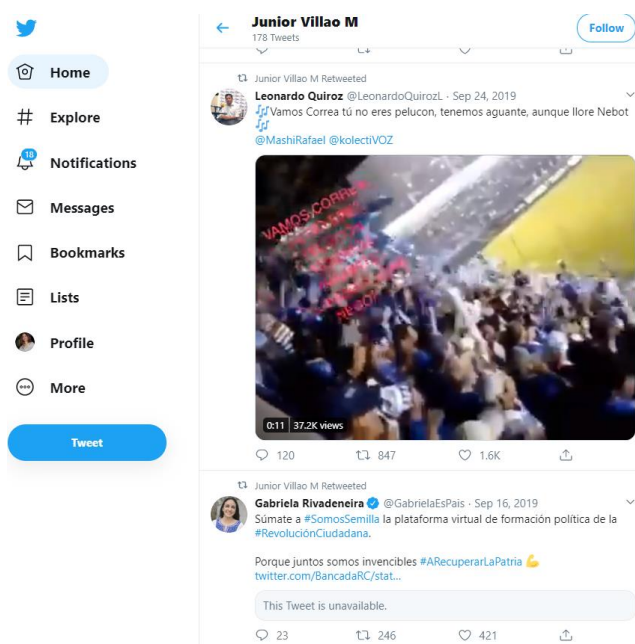 Junior Villao M
178 Tweets
Follow
Home
Explore
18
Notifications
Messages
Bookmarks
Lists
Profile
More
Tweet
Junior Villao M Retweeted
Leonardo Quiroz @LeonardoQuirozL · Sep 24, 2019
🎶Vamos Correa tú no eres pelucon, tenemos aguante, aunque llore Nebot
🎶
@MashiRafael @kolectiVOZ
VAMOS CORREA
NEBOT
0:11 37.2K views
120 847 1.6K
Junior Villao M Retweeted
Gabriela Rivadeneira @GabrielaEsPais · Sep 16, 2019
Súmate a #SomosSemilla la plataforma virtual de formación política de la
#RevoluciónCiudadana.
Porque juntos somos invencibles #ARecuperarLaPatria 💪
twitter.com/BancadaRC/stat...
This Tweet is unavailable.
23 246 421